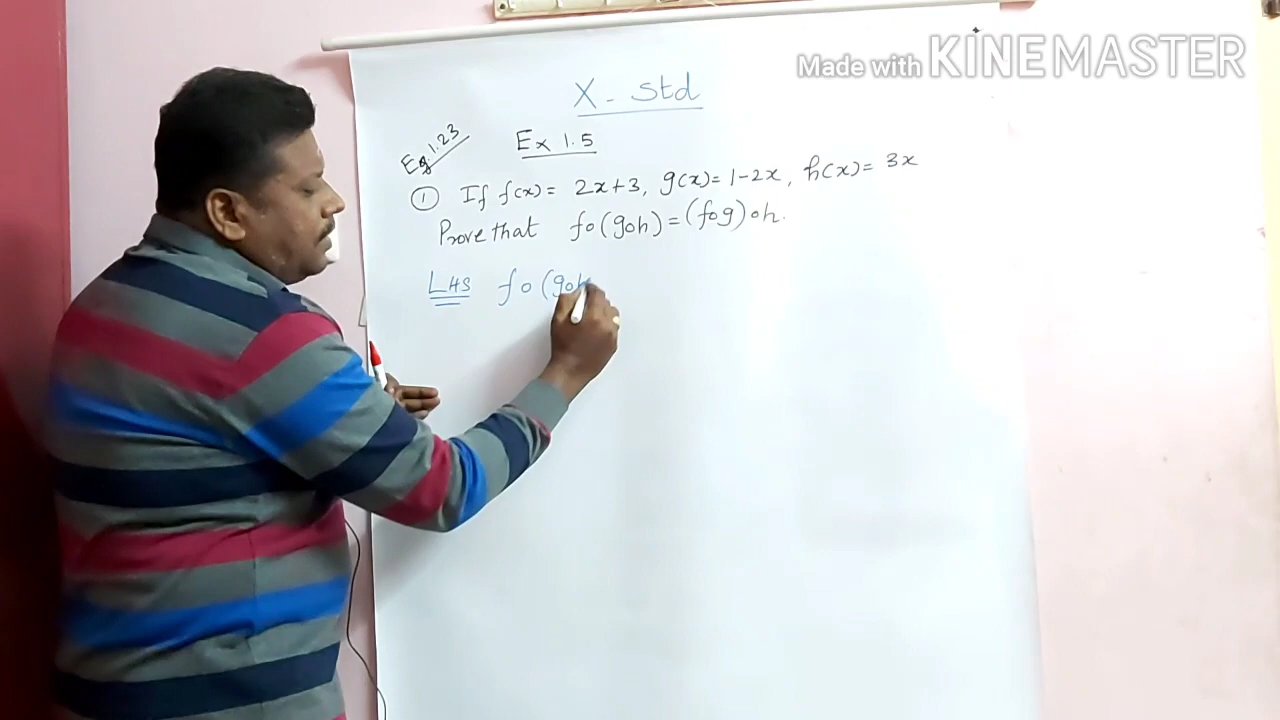 Made with KINEMASTER
X - Std
Eg.1.23
Ex 1.5
① If f(x) = 2x+3, g(x) = 1-2x, h(x) = 3x
Prove that fo(goh) = (fog)oh.
LHS fo(goh